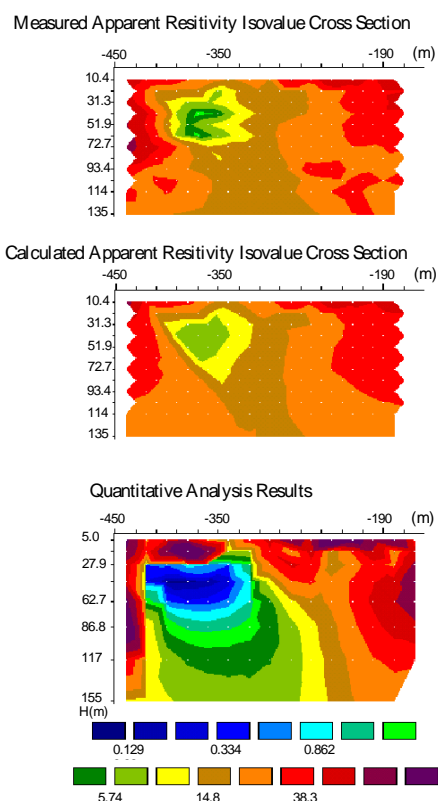 Measured Apparent Resitivity Isovalue Cross Section
-450 -350 -190 (m)
10.4
31.3
51.9
72.7
93.4
114
135
Calculated Apparent Resitivity Isovalue Cross Section
-450 -350 -190 (m)
10.4
31.3
51.9
72.7
93.4
114
135
Quantitative Analysis Results
-450 -350 -190 (m)
5.0
27.9
62.7
86.8
117
155
H(m)
0.129 0.334 0.862
5.74 14.8 38.3